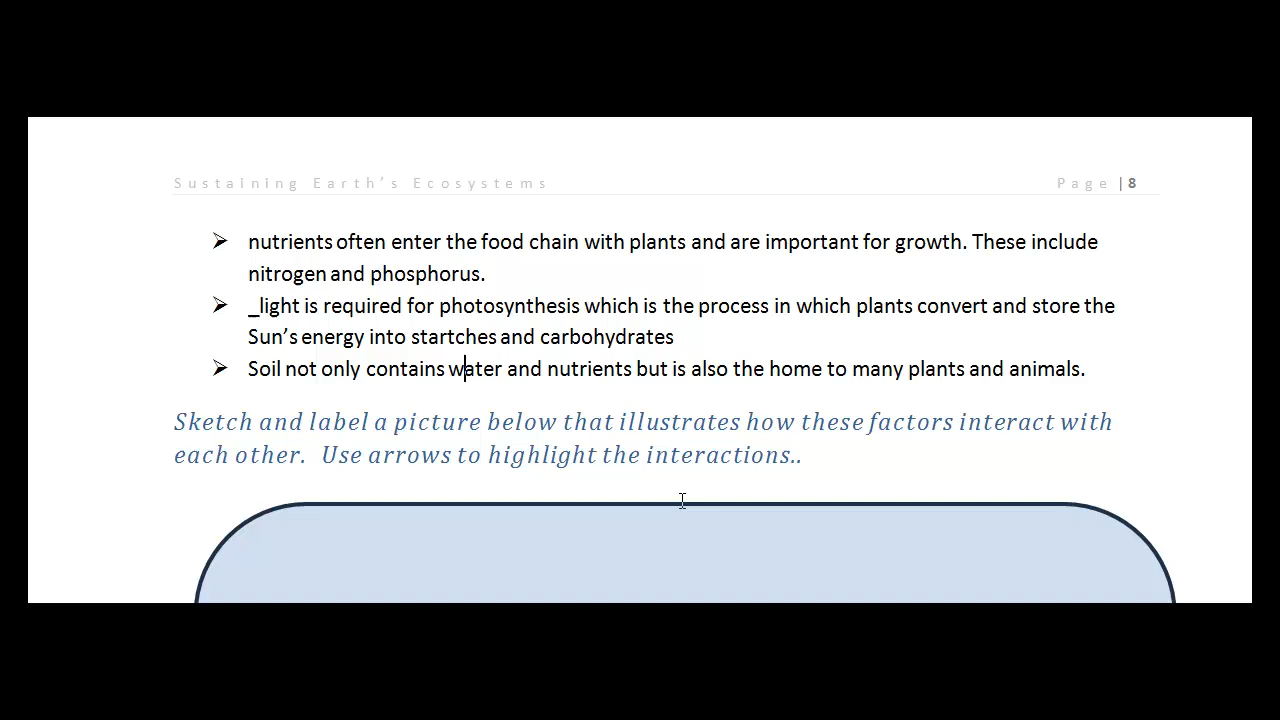 Sustaining Earth's Ecosystems Page |8
nutrients often enter the food chain with plants and are important for growth. These include
nitrogen and phosphorus.
_light is required for photosynthesis which is the process in which plants convert and store the
Sun's energy into startches and carbohydrates
Soil not only contains water and nutrients but is also the home to many plants and animals.
Sketch and label a picture below that illustrates how these factors interact with
each other. Use arrows to highlight the interactions..